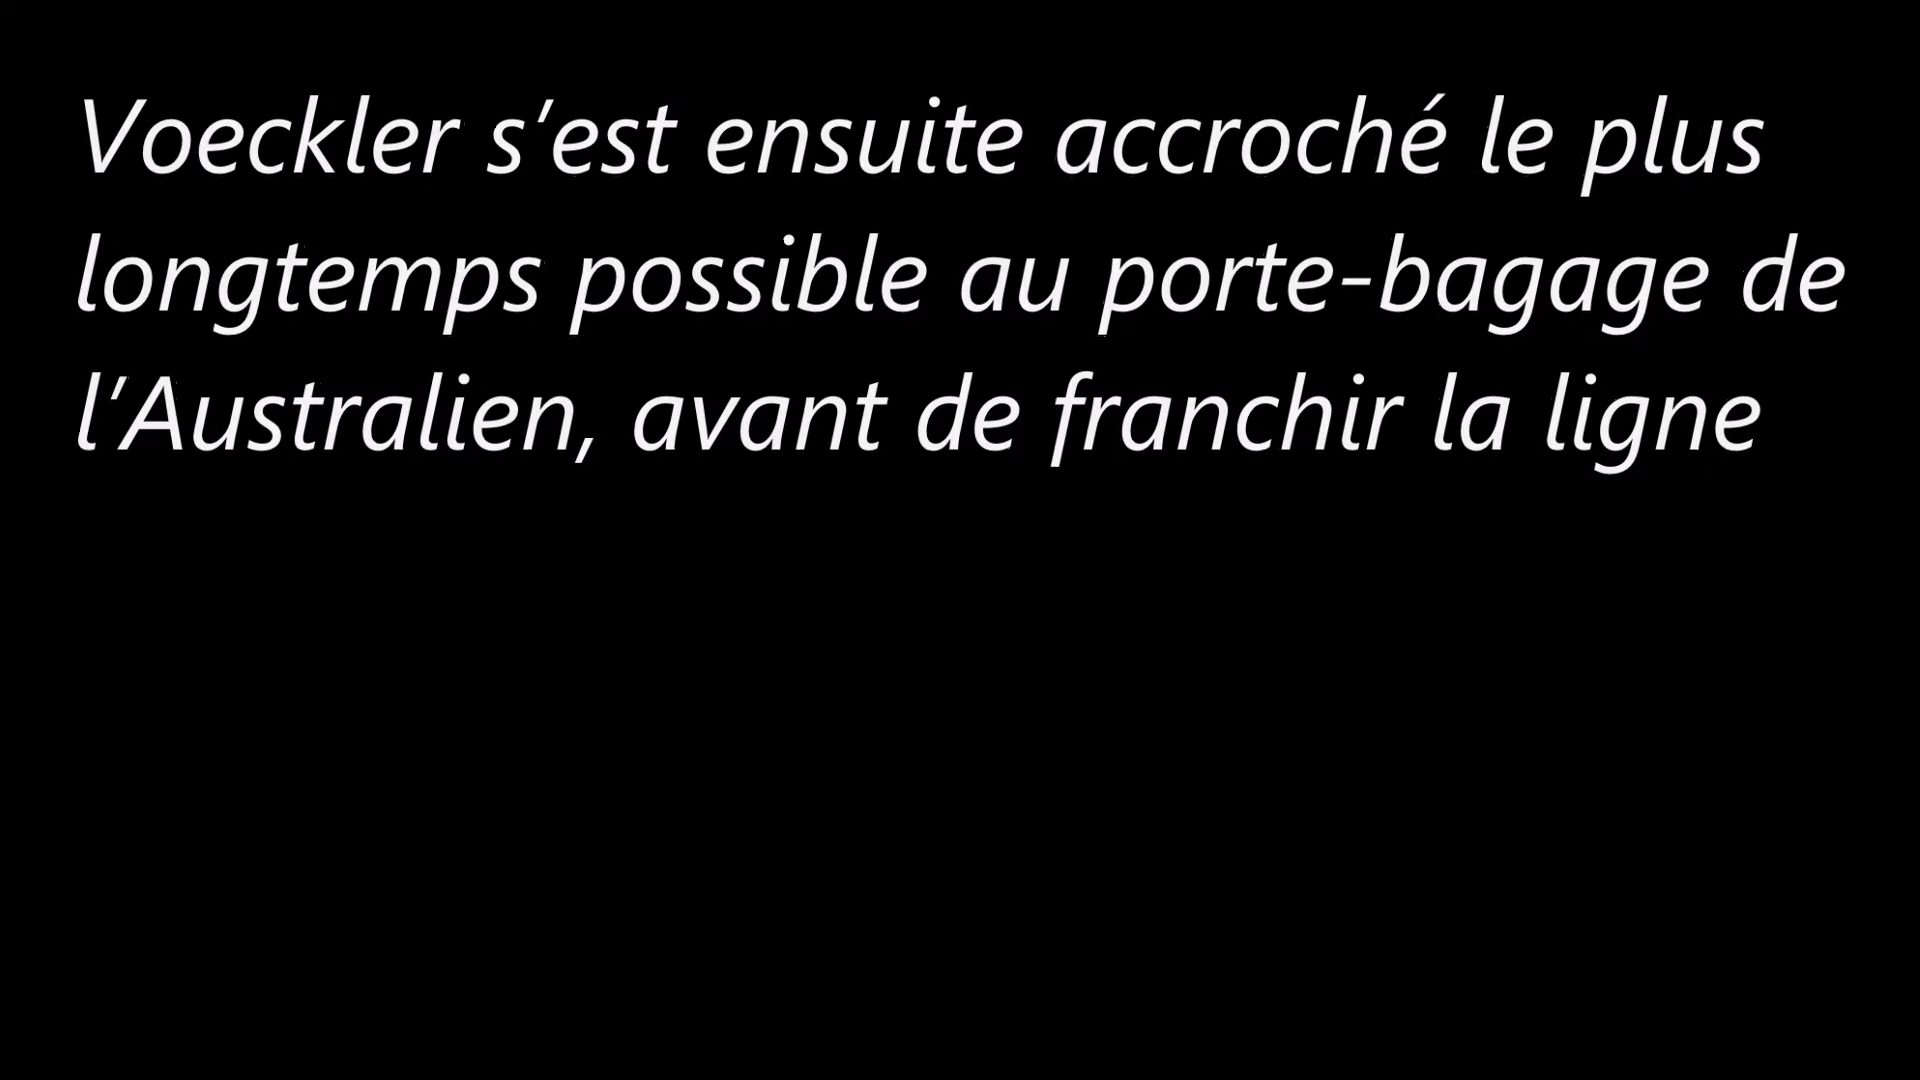 Voeckler s’est ensuite accroché le plus
longtemps possible au porte-bagage de
l’Australien, avant de franchir la ligne